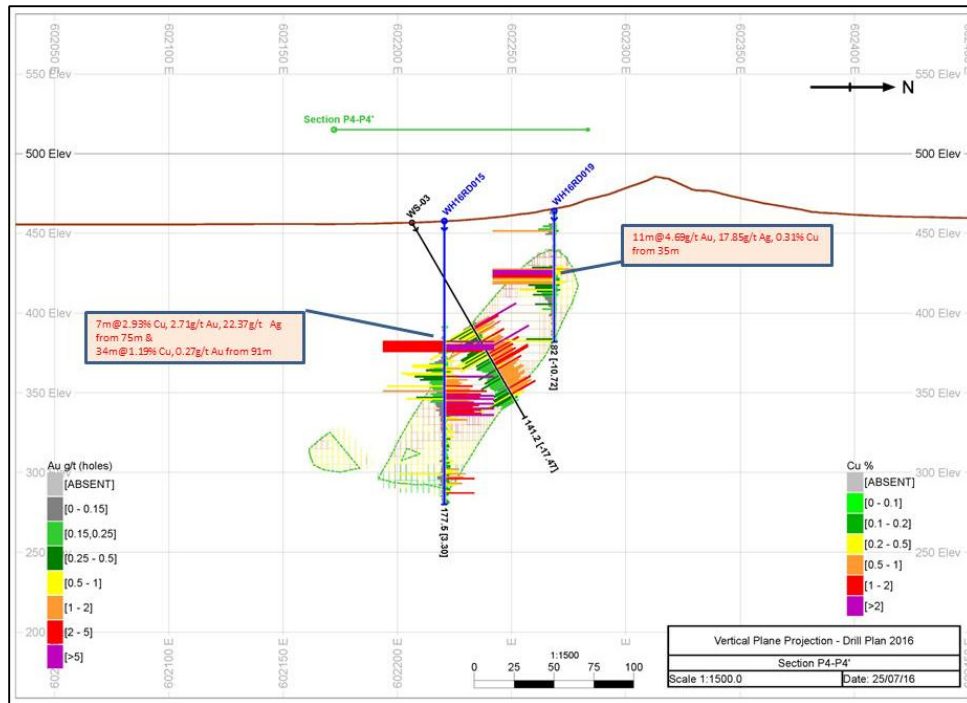 602050 E
602100 E
602150 E
602200 E
602250 E
602300 E
602350 E
602400 E
550 Elev
550 Elev
N
Section P4-P4'
500 Elev
500 Elev
WS-03
WH16RD015
WH16RD019
450 Elev
450 Elev
11m@4.69g/t Au, 17.85g/t Ag, 0.31% Cu
from 35m
400 Elev
400 Elev
7m@2.93% Cu, 2.71g/t Au, 22.37g/t Ag
from 75m &
34m@1.19% Cu, 0.27g/t Au from 91m
182 [-10.72]
350 Elev
350 Elev
141.2 [-17.47]
300 Elev
300 Elev
177.5 [3.30]
Au g/t (holes)
[ABSENT]
[0 - 0.15]
[0.15,0.25]
[0.25 - 0.5]
[0.5 - 1]
[1 - 2]
[2 - 5]
[>5]
Cu %
[ABSENT]
[0 - 0.1]
[0.1 - 0.2]
[0.2 - 0.5]
[0.5 - 1]
[1 - 2]
[>2]
250
250 Elev
200
200 Elev
1:1500
0 25 50 75 100
602050 E
602100 E
602150 E
602200 E
602250 E
E
Vertical Plane Projection - Drill Plan 2016
Section P4-P4'
Scale 1:1500.0
Date: 25/07/16